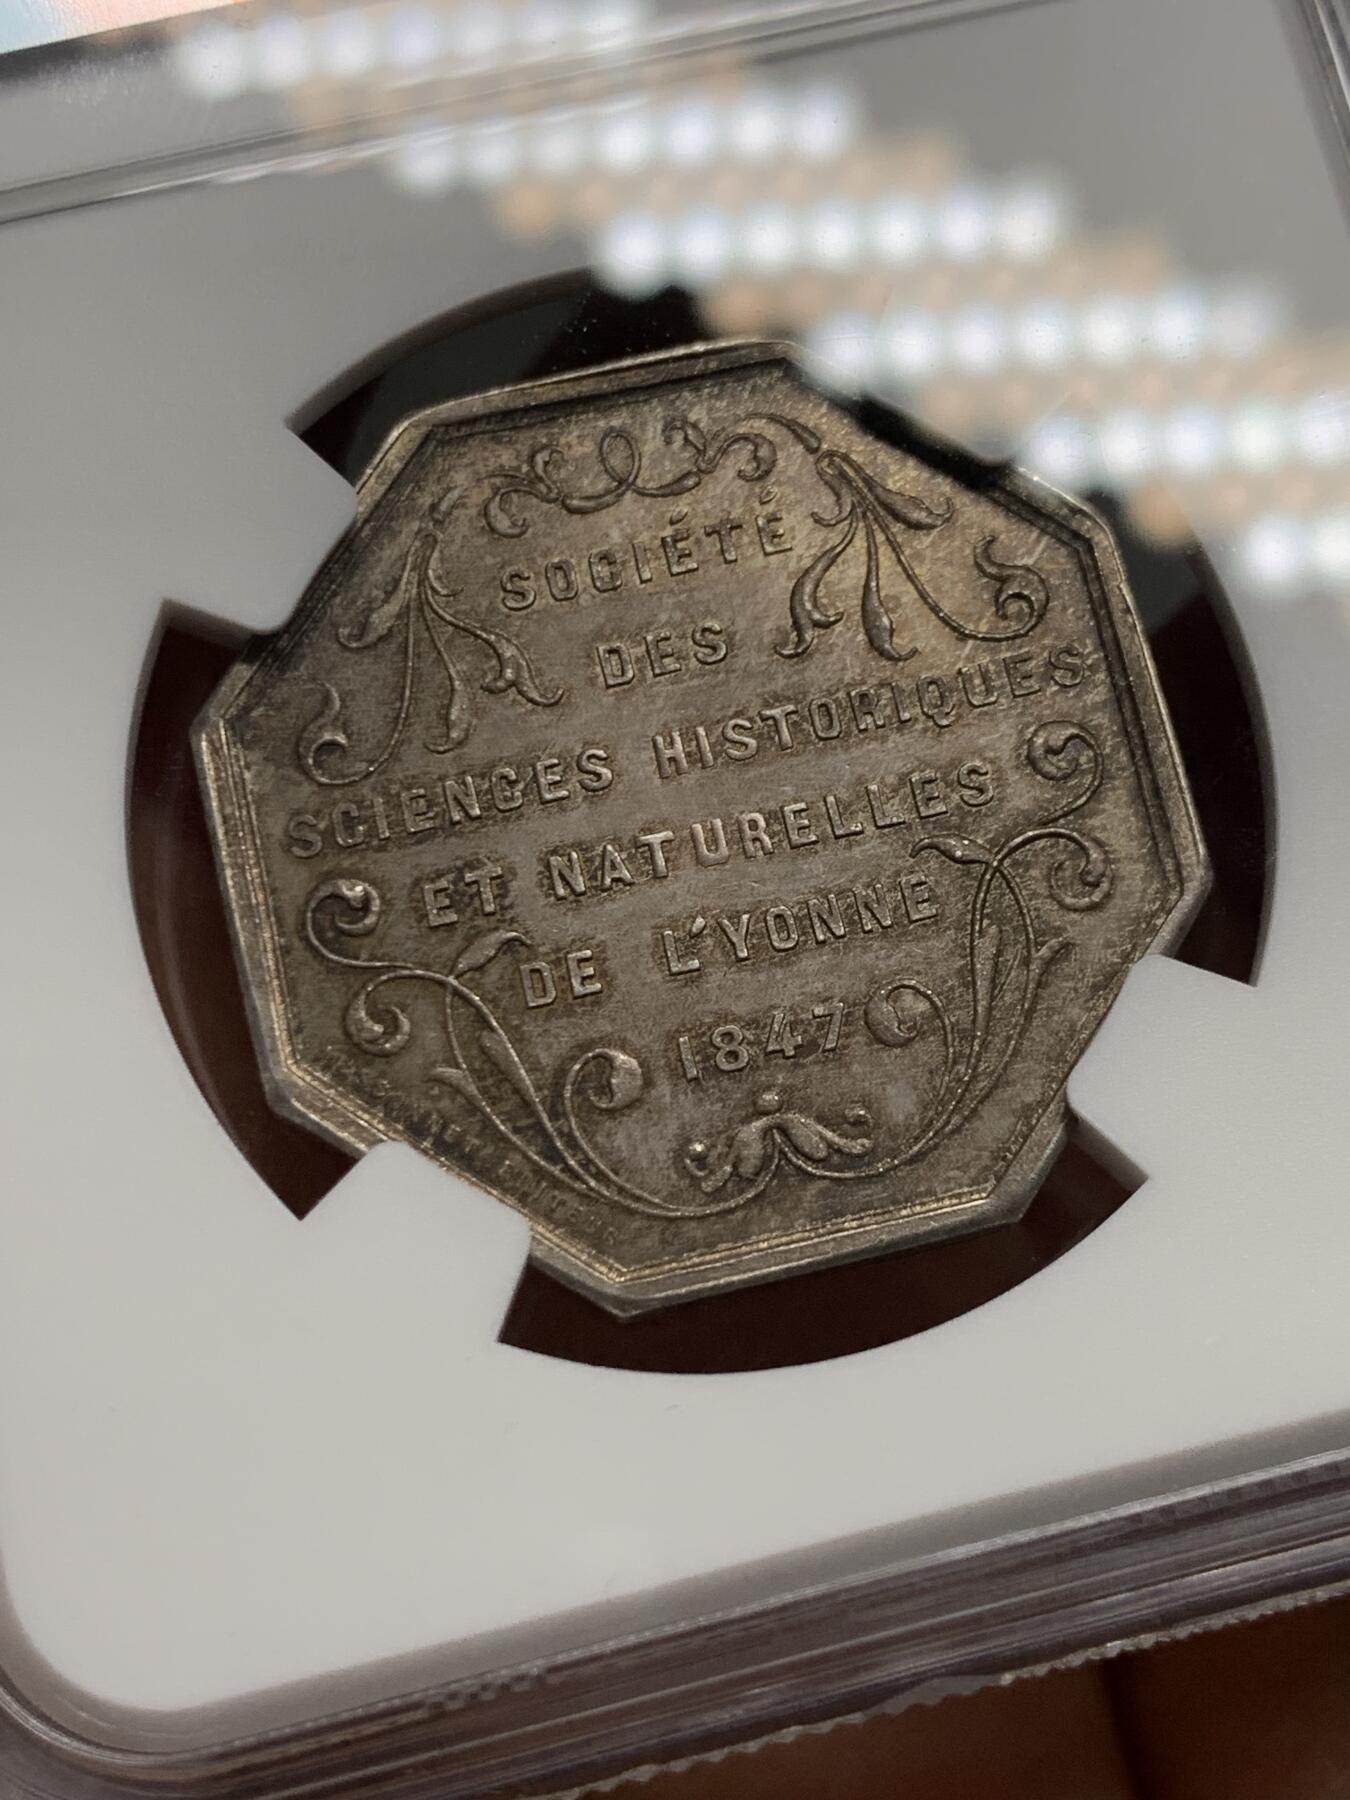 SOCIÉTÉ
DES
SCIENCES HISTORIQUES
ET NATURELLES
DE L'YONNE
1847